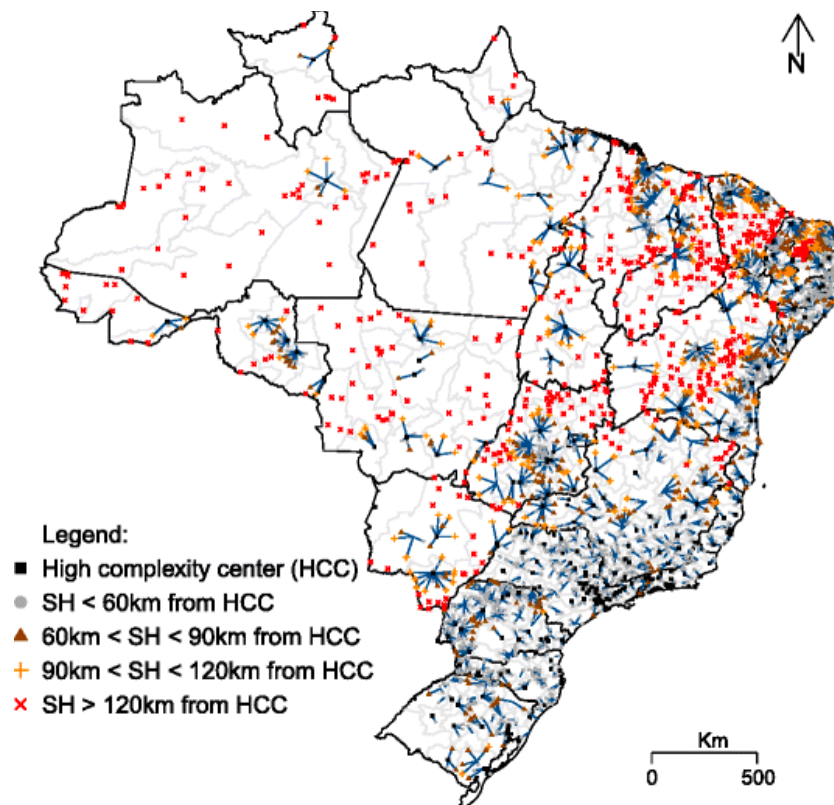 N
Legend:
High complexity center (HCC)
SH < 60km from HCC
60km < SH < 90km from HCC
90km < SH < 120km from HCC
SH > 120km from HCC
Km
0 500